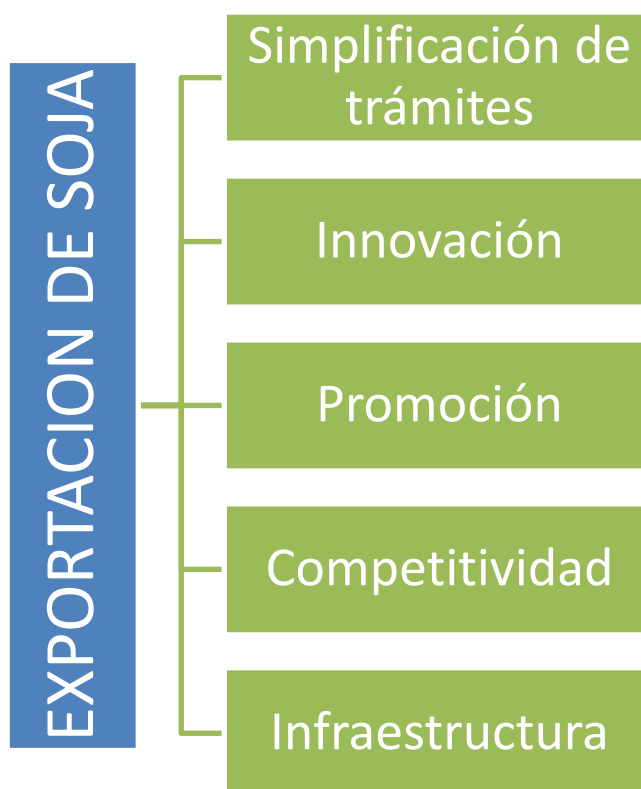 EXPORTACION DE SOJA
Simplificación de
trámites
Innovación
Promoción
Competitividad
Infraestructura